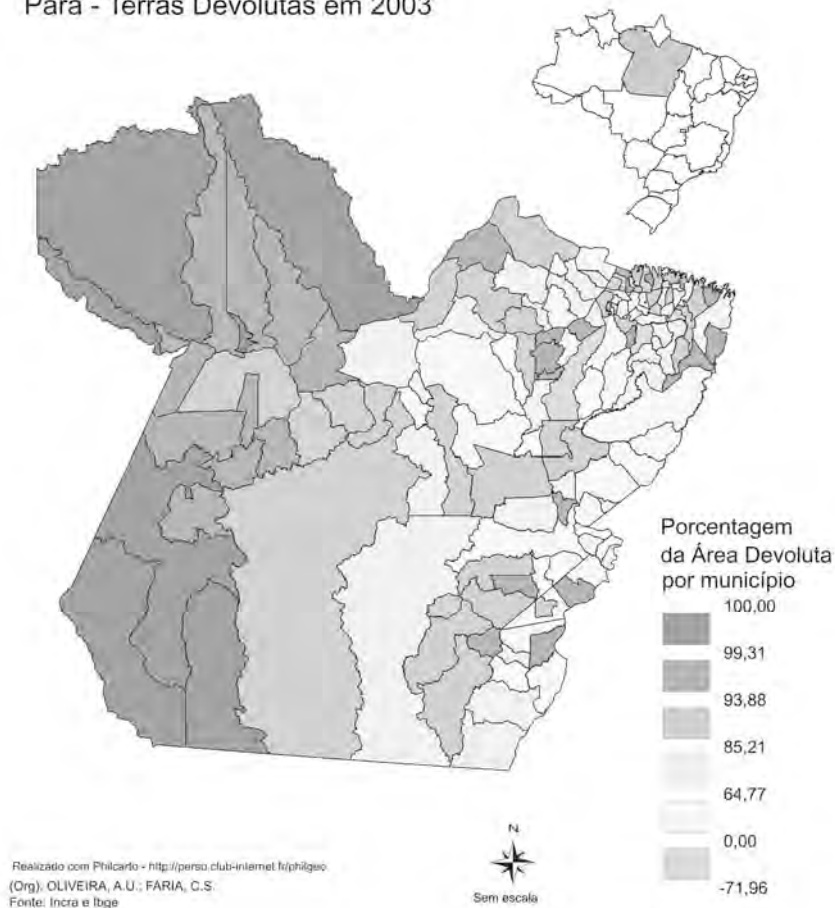 Pará - Terras Devolutas em 2003
Porcentagem
da Área Devoluta
por município
100,00
99,31
93,88
85,21
64,77
0,00
-71,96
N
Sem escala
Realizado com Philcarto - http://perso.club-internet.fr/philgeo
(Org). OLIVEIRA, A.U.; FARIA, C.S.
Fonte: Incra e Ibge